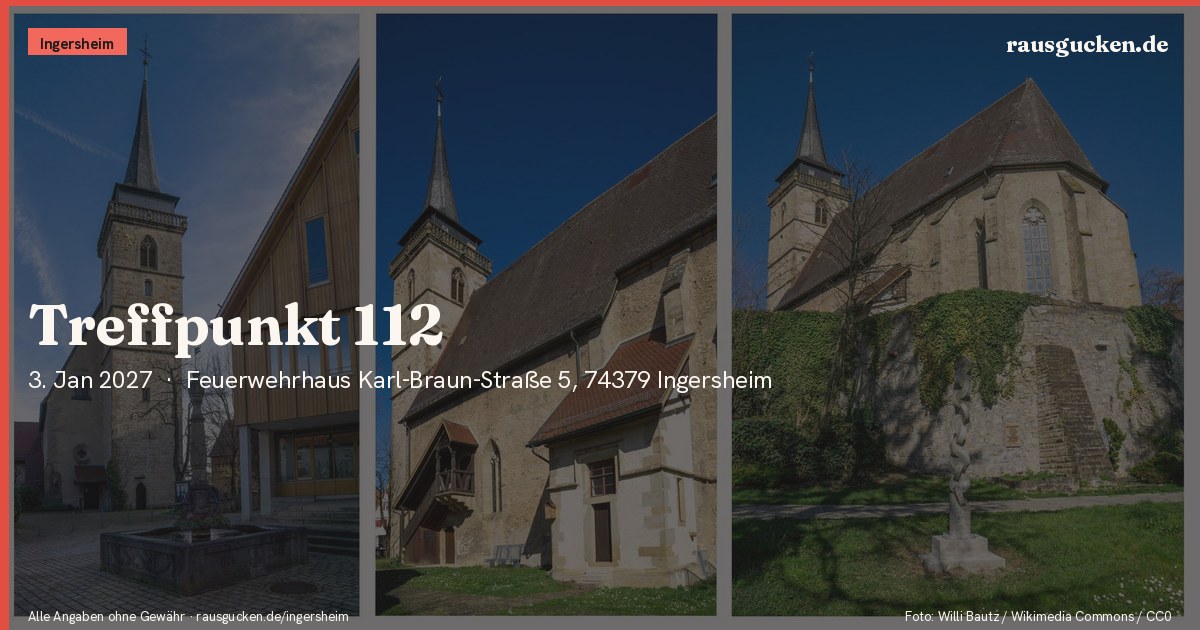 Ingersheim
rausgucken.de
Treffpunkt 112
3. Jan 2027 · Feuerwehrhaus Karl-Braun-Straße 5, 74379 Ingersheim
Alle Angaben ohne Gewähr · rausgucken.de/ingersheim
Foto: Willi Bautz / Wikimedia Commons / CC0